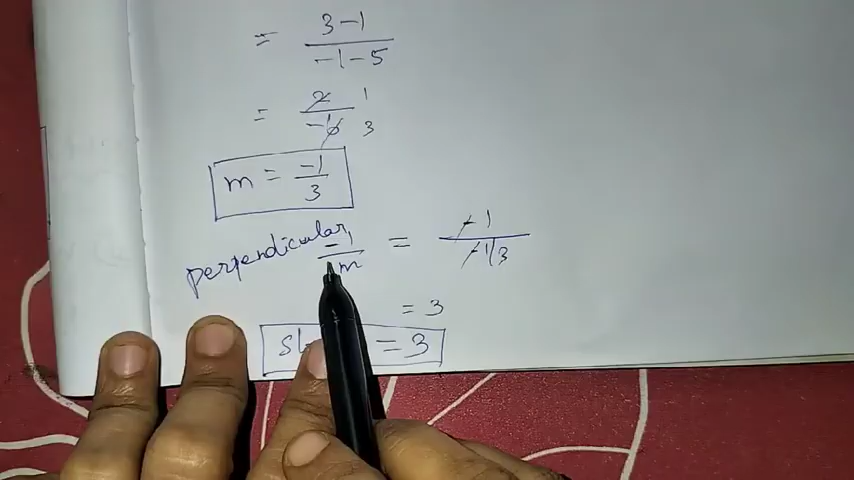 = 3-1 / -1-5
= 2 1 / -6 3
m = -1 / 3
perpendicular -1 / m = -1 / -1/3
= 3
= 3